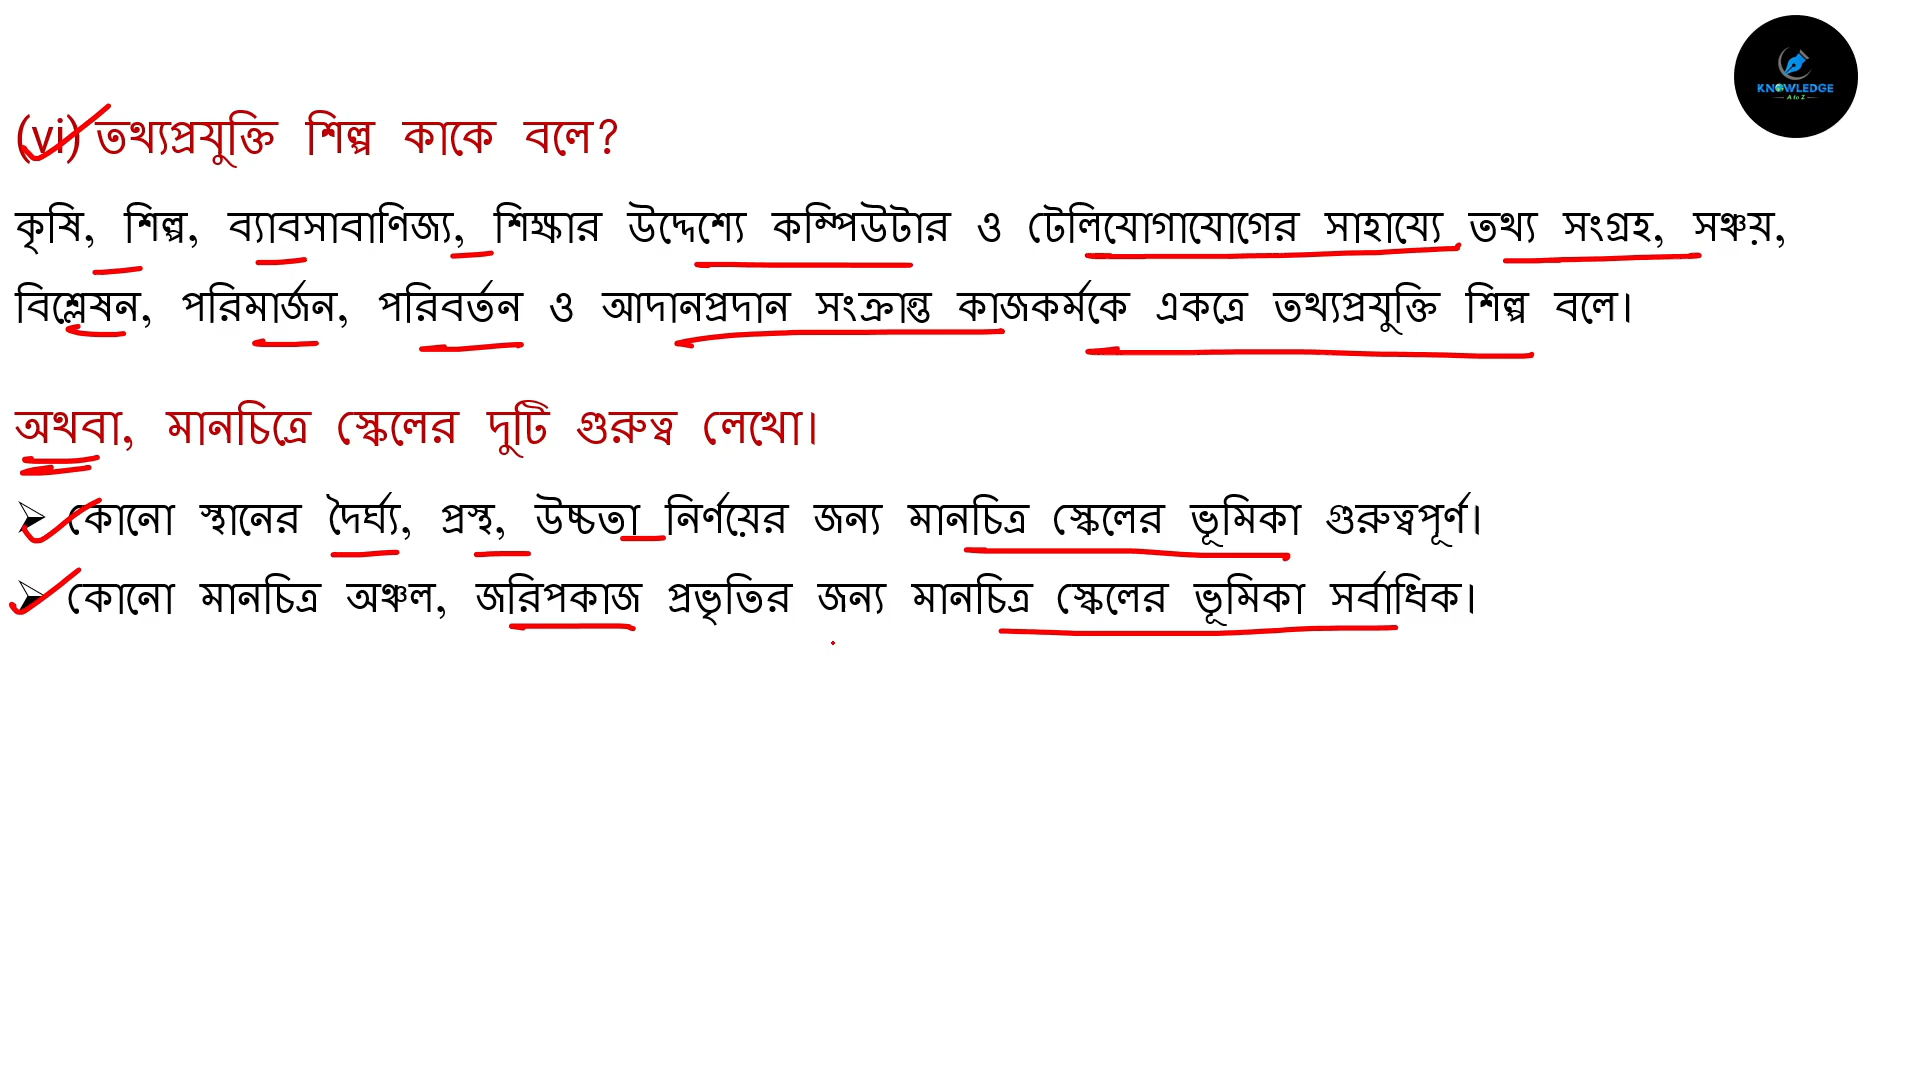 KNOWLEDGE
A to Z
(vi) তথ্যপ্রযুক্তি শিল্প কাকে বলে?
কৃষি, শিল্প, ব্যাবসাবাণিজ্য, শিক্ষার উদ্দেশ্যে কম্পিউটার ও টেলিযোগাযোগের সাহায্যে তথ্য সংগ্রহ, সঞ্চয়,
বিশ্লেষন, পরিমার্জন, পরিবর্তন ও আদানপ্রদান সংক্রান্ত কাজকর্মকে একত্রে তথ্যপ্রযুক্তি শিল্প বলে।
অথবা, মানচিত্রে স্কেলের দুটি গুরুত্ব লেখো।
➢ কোনো স্থানের দৈর্ঘ্য, প্রস্থ, উচ্চতা নির্ণয়ের জন্য মানচিত্র স্কেলের ভূমিকা গুরুত্বপূর্ণ।
➢ কোনো মানচিত্র অঞ্চল, জরিপকাজ প্রভৃতির জন্য মানচিত্র স্কেলের ভূমিকা সর্বাধিক।